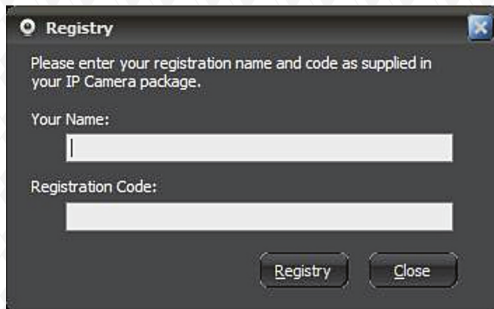 Registry
Please enter your registration name and code as supplied in
your IP Camera package.
Your Name:
Registration Code:
Registry Close